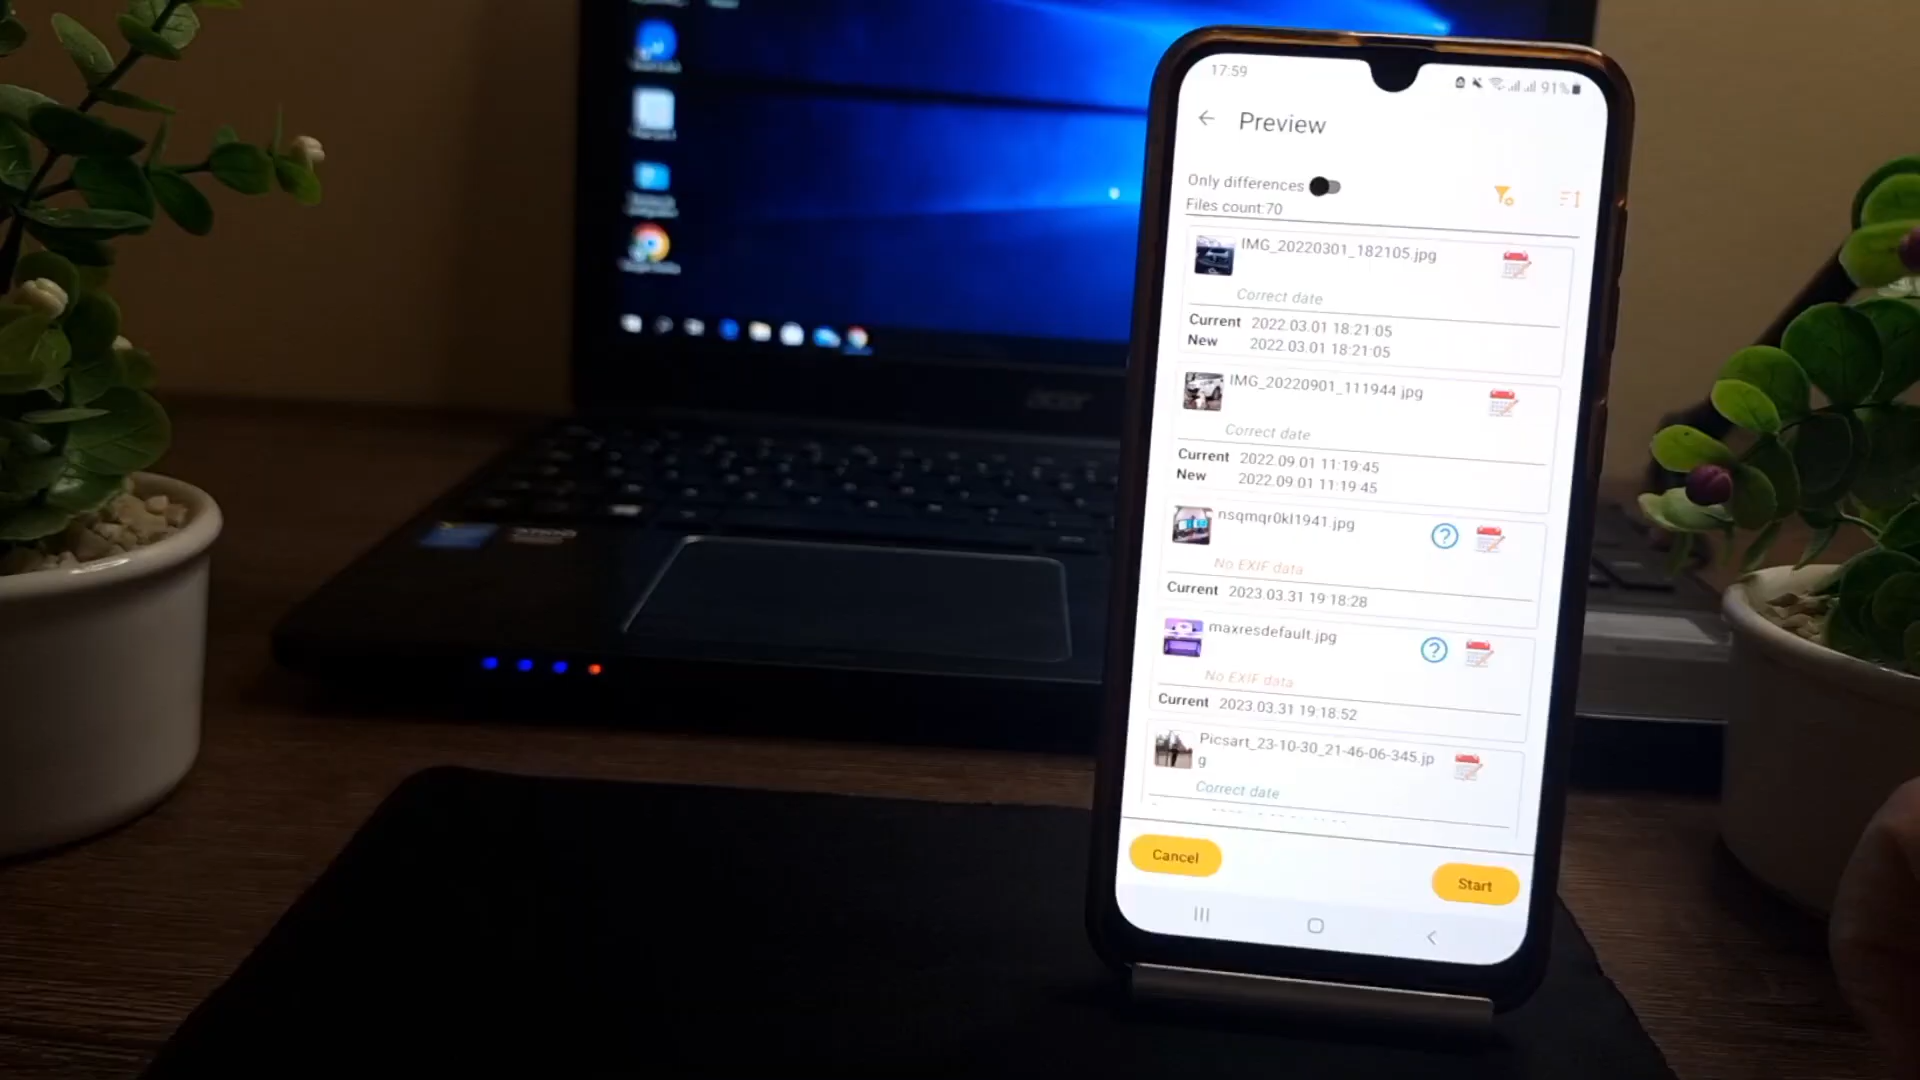 17:59
91%
Preview
Only differences
Files count:70
IMG_20220301_182105.jpg
Correct date
Current 2022.03.01 18:21:05
New 2022.03.01 18:21:05
IMG_20220901_111944.jpg
Correct date
Current 2022.09.01 11:19:45
New 2022.09.01 11:19:45
nsqmqr0kl1941.jpg
No EXIF data
Current 2023.03.31 19:18:28
maxresdefault.jpg
No EXIF data
Current 2023.03.31 19:18:52
Picsart_23-10-30_21-46-06-345.jp
g
Correct date
Cancel
Start
acer